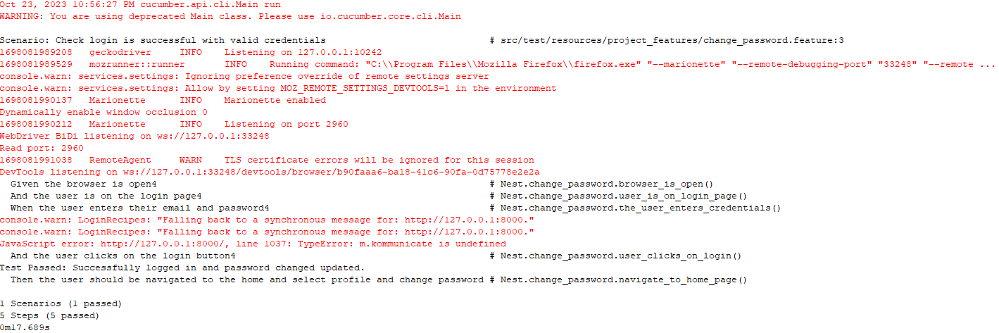 Oct 23, 2023 10:56:27 PM cucumber.api.cli.Main run
WARNING: You are using deprecated Main class. Please use io.cucumber.core.cli.Main
Scenario: Check login is successful with valid credentials # src/test/resources/project_features/change_password.feature:3
1698081989208 geckodriver INFO Listening on 127.0.0.1:10242
1698081989529 mozrunner::runner INFO Running command: "C:\\Program Files\\Mozilla Firefox\\firefox.exe" "--marionette" "--remote-debugging-port" "33248" "--remote ...
console.warn: services.settings: Ignoring preference override of remote settings server
console.warn: services.settings: Allow by setting MOZ_REMOTE_SETTINGS_DEVTOOLS=1 in the environment
1698081990137 Marionette INFO Marionette enabled
Dynamically enable window occlusion 0
1698081990212 Marionette INFO Listening on port 2960
WebDriver BiDi listening on ws://127.0.0.1:33248
Read port: 2960
1698081991038 RemoteAgent WARN TLS certificate errors will be ignored for this session
DevTools listening on ws://127.0.0.1:33248/devtools/browser/b90faaa6-ba18-41c6-90fa-0d75778e2e2a
Given the browser is open4 # Nest.change_password.browser_is_open()
And the user is on the login page4 # Nest.change_password.user_is_on_login_page()
When the user enters their email and password4 # Nest.change_password.the_user_enters_credentials()
console.warn: LoginRecipes: "Falling back to a synchronous message for: http://127.0.0.1:8000."
console.warn: LoginRecipes: "Falling back to a synchronous message for: http://127.0.0.1:8000."
JavaScript error: http://127.0.0.1:8000/, line 1037: TypeError: m.kommunicate is undefined
And the user clicks on the login button4 # Nest.change_password.user_clicks_on_login()
Test Passed: Successfully logged in and password changed updated.
Then the user should be navigated to the home and select profile and change password # Nest.change_password.navigate_to_home_page()
1 Scenarios (1 passed)
5 Steps (5 passed)
0m17.689s